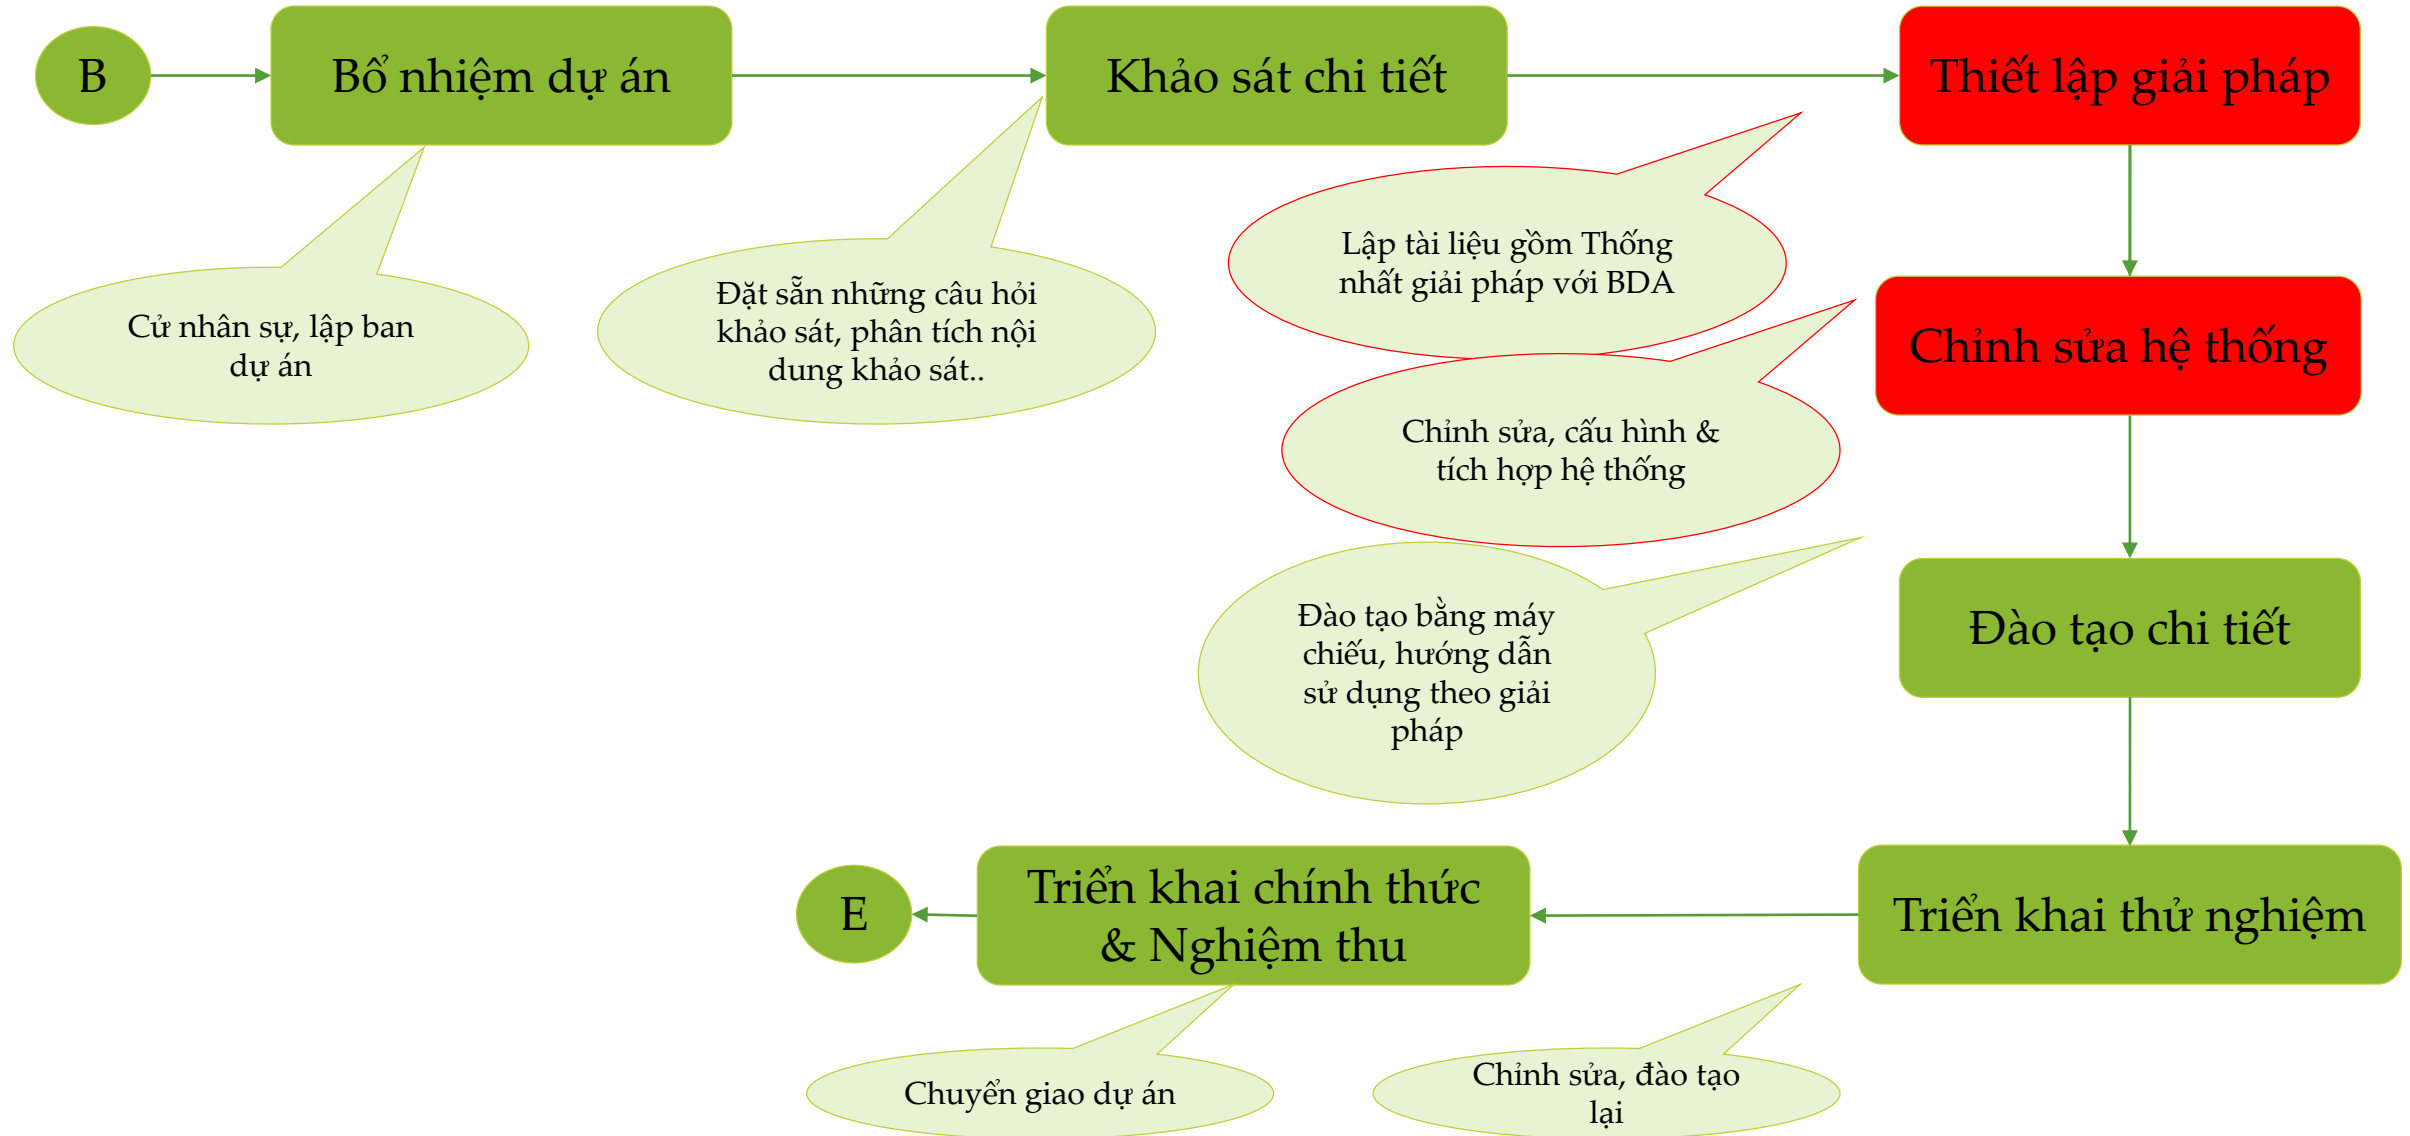 B
Bổ nhiệm dự án
Khảo sát chi tiết
Thiết lập giải pháp
Cử nhân sự, lập ban
dự án
Đặt sẵn những câu hỏi
khảo sát, phân tích nội
dung khảo sát..
Lập tài liệu gồm Thống
nhất giải pháp với BDA
Chỉnh sửa hệ thống
Chỉnh sửa, cấu hình &
tích hợp hệ thống
Đào tạo bằng máy
chiếu, hướng dẫn
sử dụng theo giải
pháp
Đào tạo chi tiết
E
Triển khai chính thức
& Nghiệm thu
Triển khai thử nghiệm
Chuyển giao dự án
Chỉnh sửa, đào tạo
lại